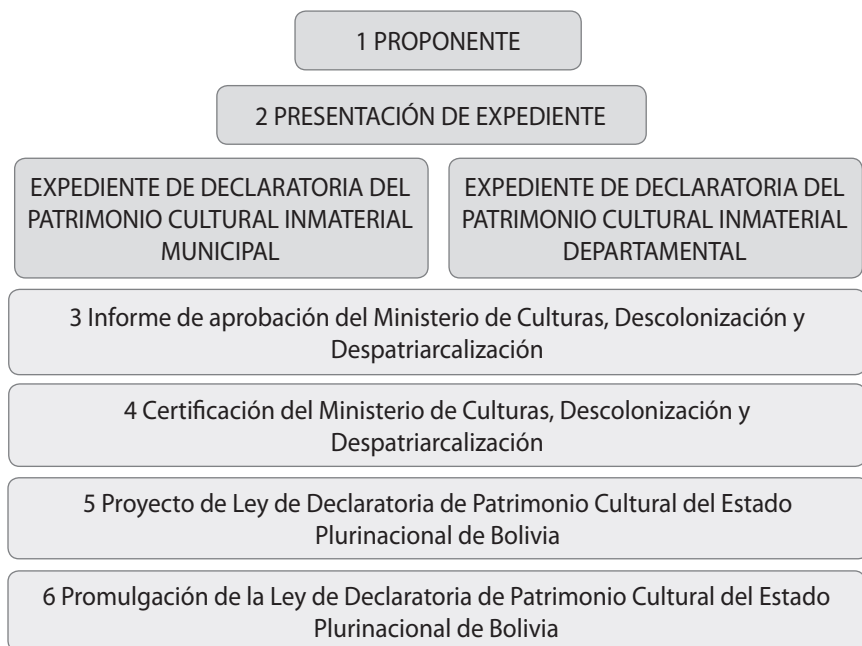 1 PROPONENTE
2 PRESENTACIÓN DE EXPEDIENTE
EXPEDIENTE DE DECLARATORIA DEL
PATRIMONIO CULTURAL INMATERIAL
MUNICIPAL
EXPEDIENTE DE DECLARATORIA DEL
PATRIMONIO CULTURAL INMATERIAL
DEPARTAMENTAL
3 Informe de aprobación del Ministerio de Culturas, Descolonización y
Despatriarcalización
4 Certificación del Ministerio de Culturas, Descolonización y
Despatriarcalización
5 Proyecto de Ley de Declaratoria de Patrimonio Cultural del Estado
Plurinacional de Bolivia
6 Promulgación de la Ley de Declaratoria de Patrimonio Cultural del Estado
Plurinacional de Bolivia